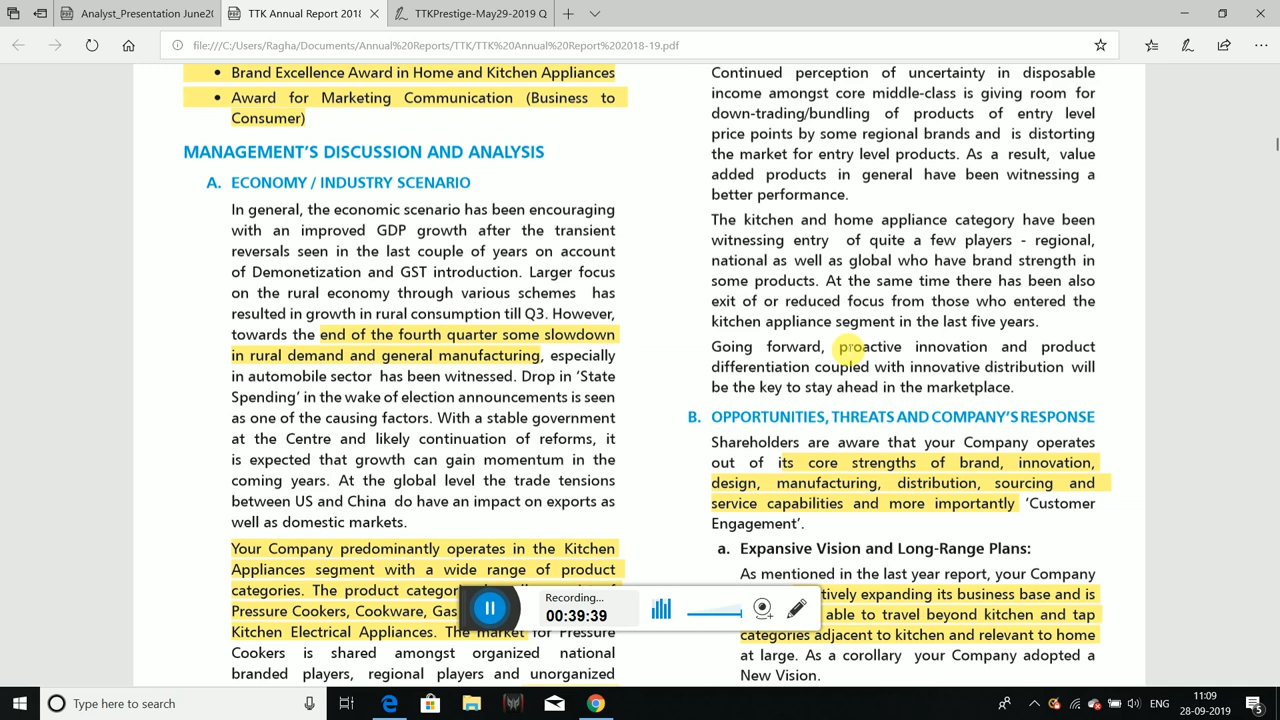 Analyst_Presentation June20
TTK Annual Report 2018
TTKPrestige-May29-2019 Q
file:///C:/Users/Ragha/Documents/Annual%20Reports/TTK/TTK%20Annual%20Report%202018-19.pdf
• Brand Excellence Award in Home and Kitchen Appliances
• Award for Marketing Communication (Business to
Consumer)
MANAGEMENT'S DISCUSSION AND ANALYSIS
A. ECONOMY / INDUSTRY SCENARIO
In general, the economic scenario has been encouraging
with an improved GDP growth after the transient
reversals seen in the last couple of years on account
of Demonetization and GST introduction. Larger focus
on the rural economy through various schemes has
resulted in growth in rural consumption till Q3. However,
towards the end of the fourth quarter some slowdown
in rural demand and general manufacturing, especially
in automobile sector has been witnessed. Drop in 'State
Spending' in the wake of election announcements is seen
as one of the causing factors. With a stable government
at the Centre and likely continuation of reforms, it
is expected that growth can gain momentum in the
coming years. At the global level the trade tensions
between US and China do have an impact on exports as
well as domestic markets.
Your Company predominantly operates in the Kitchen
Appliances segment with a wide range of product
categories. The product categor
Pressure Cookers, Cookware, Gas
Kitchen Electrical Appliances. The market for Pressure
Cookers is shared amongst organized national
branded players, regional players and unorganized
Continued perception of uncertainty in disposable
income amongst core middle-class is giving room for
down-trading/bundling of products of entry level
price points by some regional brands and is distorting
the market for entry level products. As a result, value
added products in general have been witnessing a
better performance.
The kitchen and home appliance category have been
witnessing entry of quite a few players - regional,
national as well as global who have brand strength in
some products. At the same time there has been also
exit of or reduced focus from those who entered the
kitchen appliance segment in the last five years.
Going forward, proactive innovation and product
differentiation coupled with innovative distribution will
be the key to stay ahead in the marketplace.
B. OPPORTUNITIES, THREATS AND COMPANY'S RESPONSE
Shareholders are aware that your Company operates
out of its core strengths of brand, innovation,
design, manufacturing, distribution, sourcing and
service capabilities and more importantly 'Customer
Engagement'.
a. Expansive Vision and Long-Range Plans:
As mentioned in the last year report, your Company
tively expanding its business base and is
able to travel beyond kitchen and tap
categories adjacent to kitchen and relevant to home
at large. As a corollary your Company adopted a
New Vision.
Recording...
00:39:39
Type here to search
ENG
11:09
28-09-2019
5